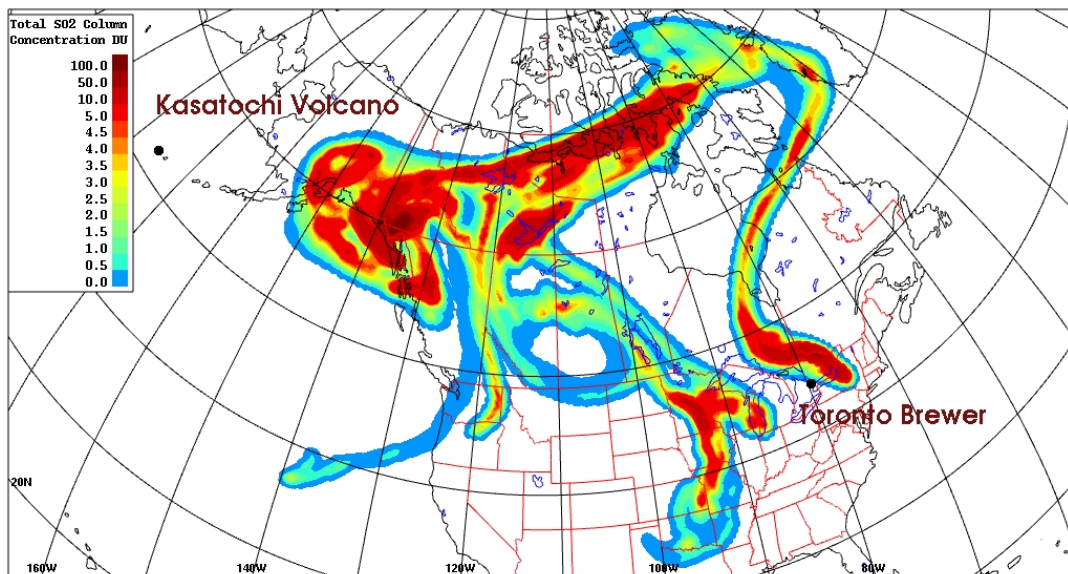 Total SO2 Column
Concentration DU
100.0
50.0
10.0
5.0
4.5
4.0
3.5
3.0
2.5
2.0
1.5
1.0
0.5
0.0
Kasatochi Volcano
Toronto Brewer
20N
160W
140W
120W
100W
80W